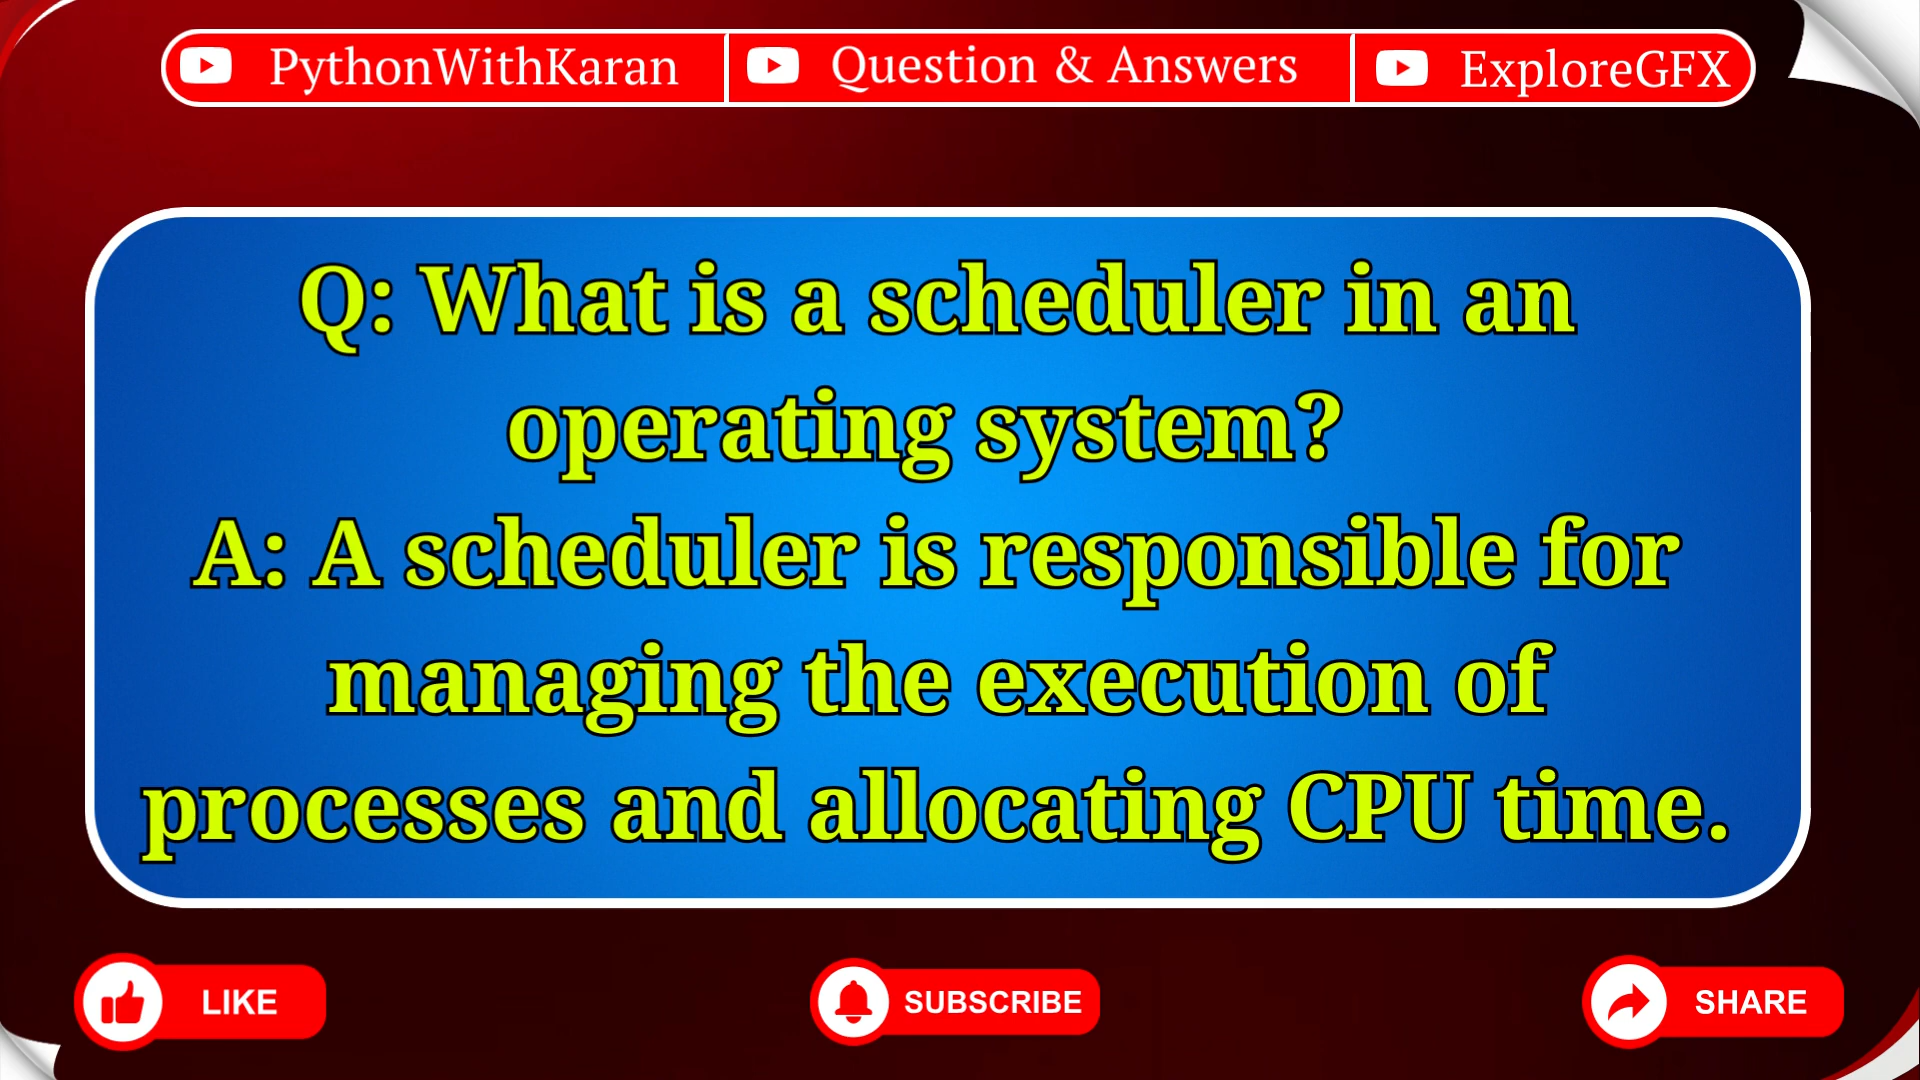 PythonWithKaran
Question & Answers
ExploreGFX
Q: What is a scheduler in an
operating system?
A: A scheduler is responsible for
managing the execution of
processes and allocating CPU time.
LIKE
SUBSCRIBE
SHARE